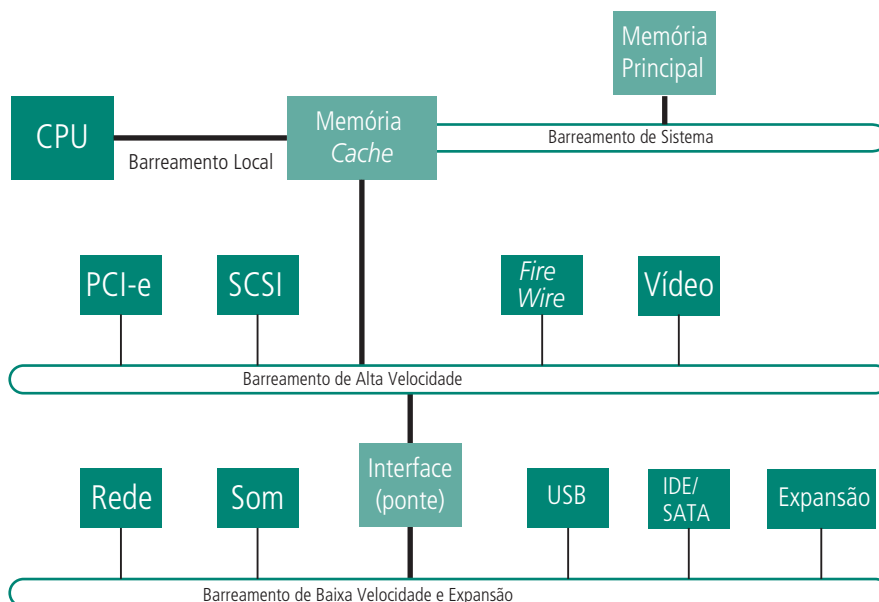 Memória
Principal
CPU
Memória
Cache
Barreamento de Sistema
Barreamento Local
PCI-e
SCSI
Fire
Wire
Vídeo
Barreamento de Alta Velocidade
Rede
Som
Interface
(ponte)
USB
IDE/
SATA
Expansão
Barreamento de Baixa Velocidade e Expansão